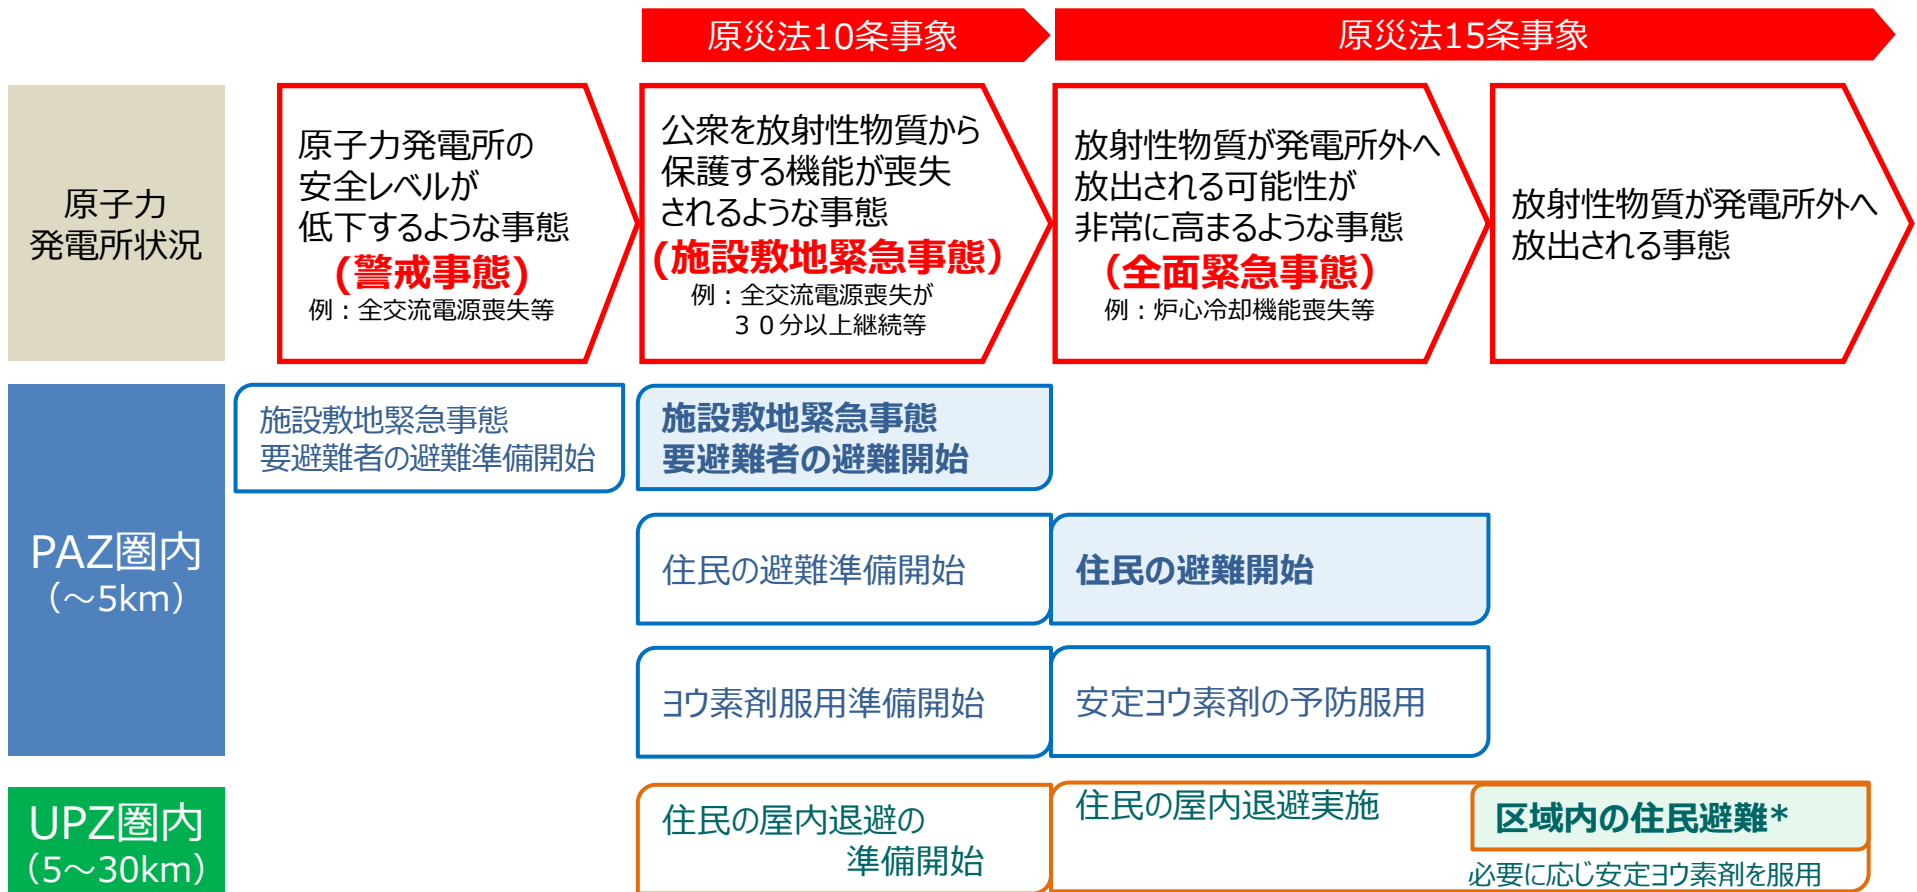 原災法10条事象
原災法15条事象
原子力
発電所状況
原子力発電所の
安全レベルが
低下するような事態
(警戒事態)
例：全交流電源喪失等
公衆を放射性物質から
保護する機能が喪失
されるような事態
(施設敷地緊急事態）
例：全交流電源喪失が
３０分以上継続等
放射性物質が発電所外へ
放出される可能性が
非常に高まるような事態
（全面緊急事態）
例：炉心冷却機能喪失等
放射性物質が発電所外へ
放出される事態
PAZ圏内
（～5km）
施設敷地緊急事態
要避難者の避難準備開始
施設敷地緊急事態
要避難者の避難開始
住民の避難準備開始
住民の避難開始
ヨウ素剤服用準備開始
安定ヨウ素剤の予防服用
UPZ圏内
（5～30km）
住民の屋内退避の
準備開始
住民の屋内退避実施
区域内の住民避難*
必要に応じ安定ヨウ素剤を服用